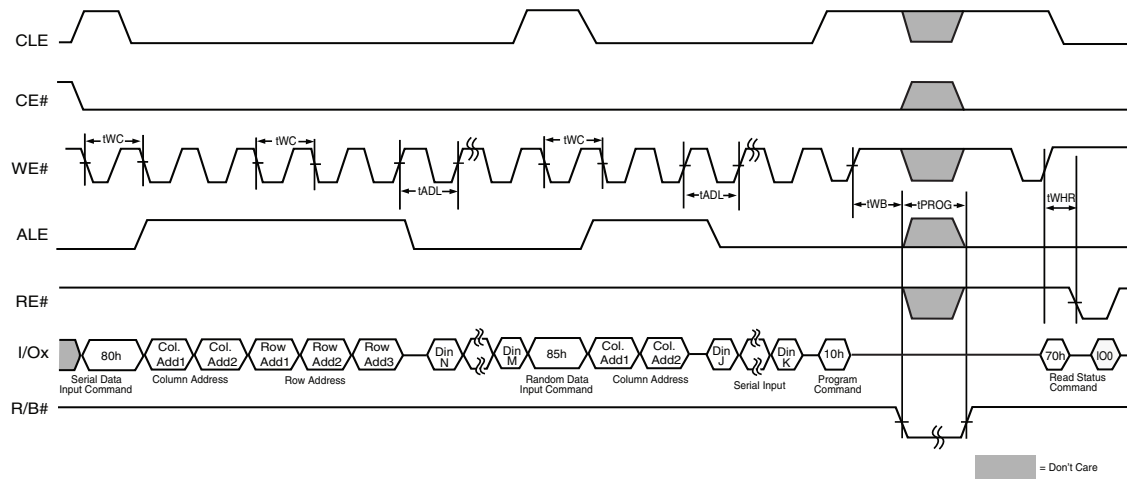 CLE
CE#
tWC
tWC
tWC
WE#
tADL
tADL
tWB
tPROG
tWHR
ALE
RE#
I/Ox
80h
Col. Add1
Col. Add2
Row Add1
Row Add2
Row Add3
Din N
Din M
85h
Col. Add1
Col. Add2
Din J
Din K
10h
70h
IO0
Serial Data
Input Command
Column Address
Row Address
Random Data
Input Command
Column Address
Serial Input
Program
Command
Read Status
Command
R/B#
= Don't Care